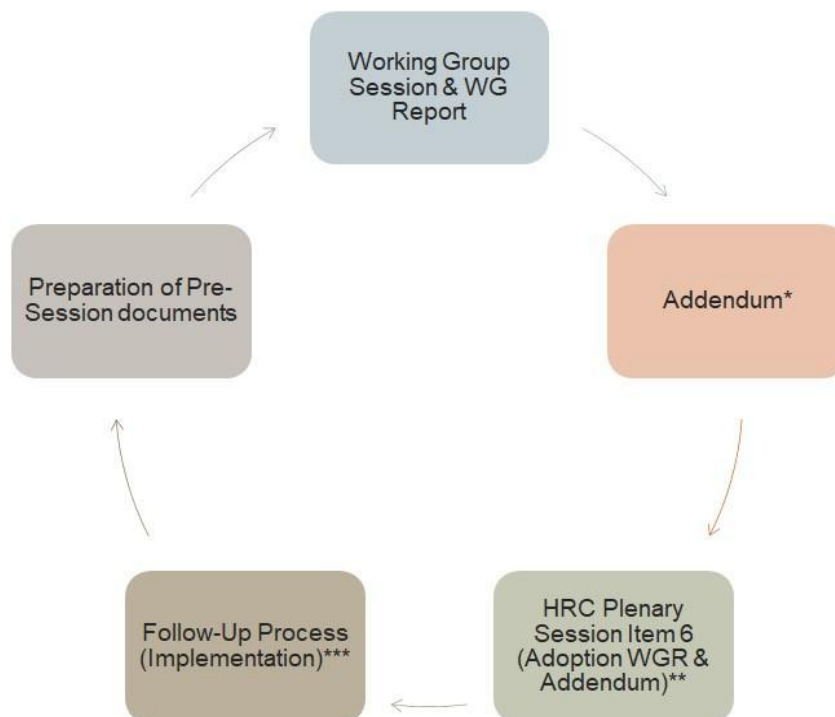 Working Group
Session & WG
Report
Addendum*
HRC Plenary
Session Item 6
(Adoption WGR &
Addendum)**
Follow-Up Process
(Implementation)***
Preparation of Pre-
Session documents